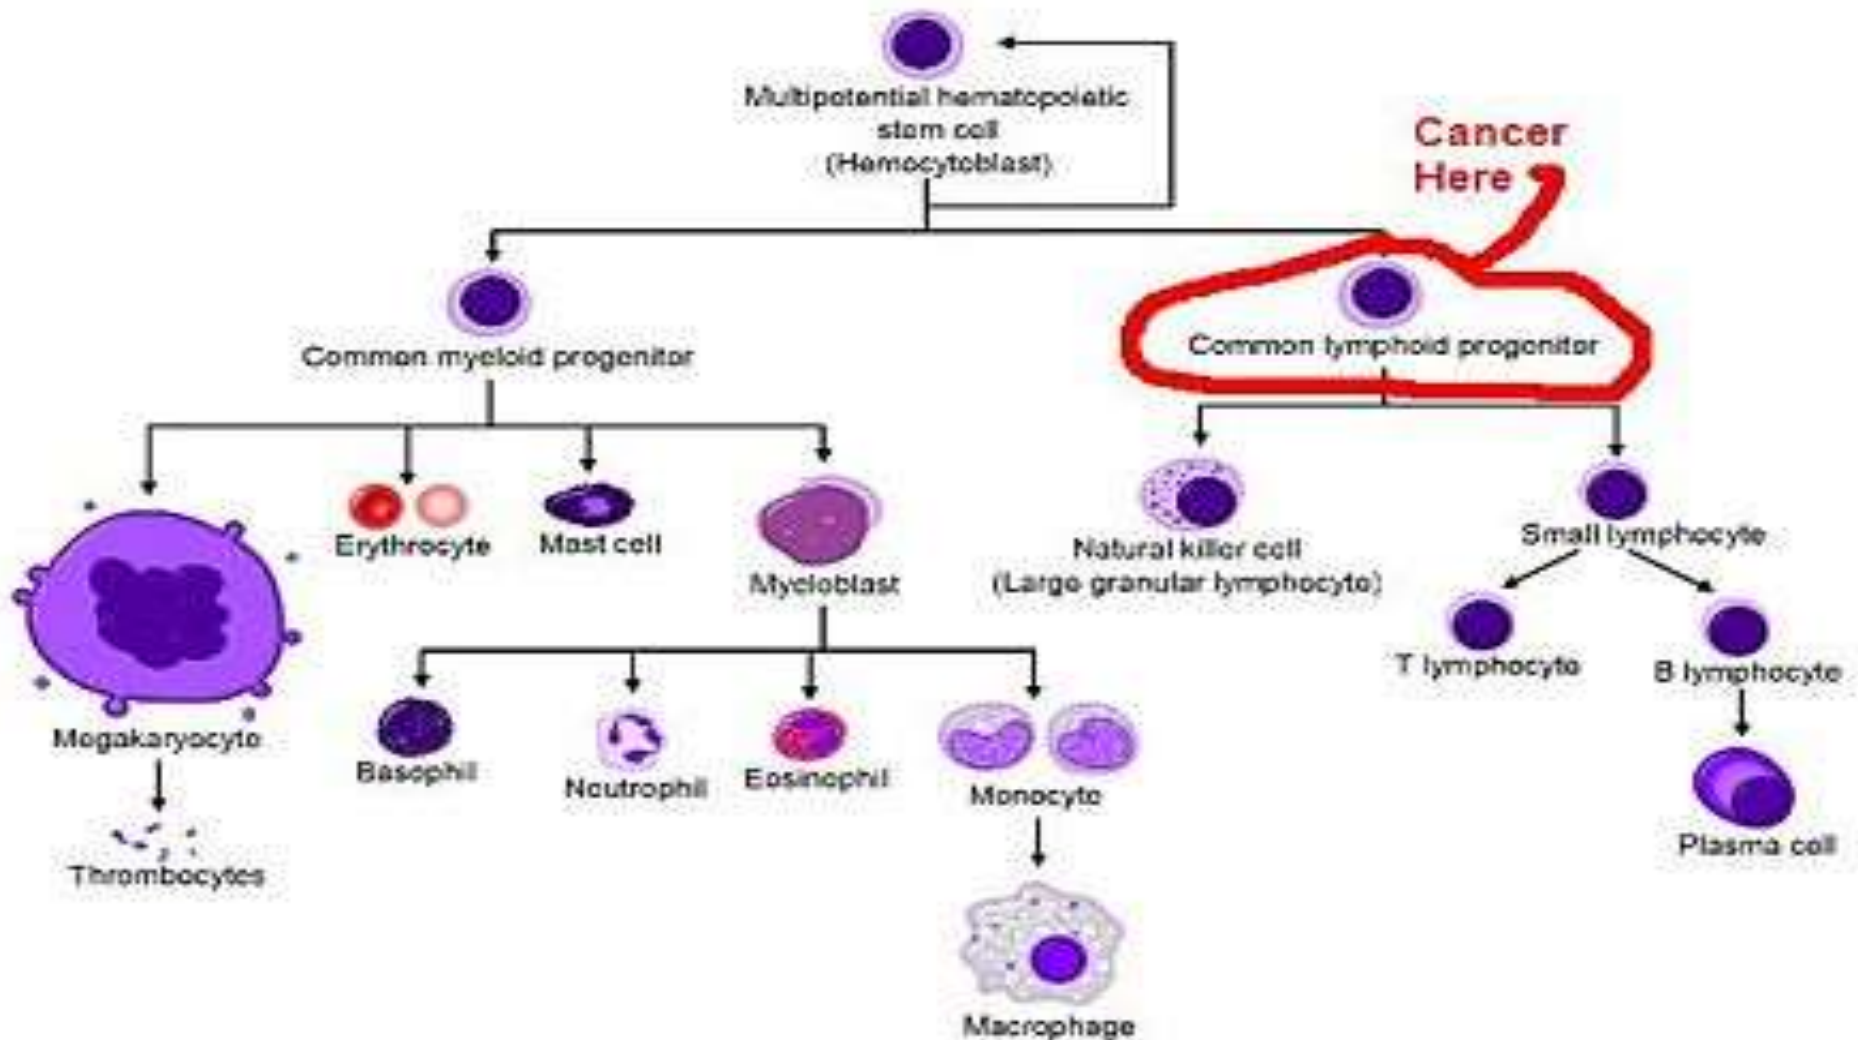 Multipotential hematopoietic
stem cell
(Hemocytoblast)
Cancer
Here
Common myeloid progenitor
Common lymphoid progenitor
Erythrocyte
Mast cell
Myeloblast
Natural killer cell
(Large granular lymphocyte)
Small lymphocyte
T lymphocyte
B lymphocyte
Megakaryocyte
Basophil
Neutrophil
Eosinophil
Monocyte
Plasma cell
Thrombocytes
Macrophage